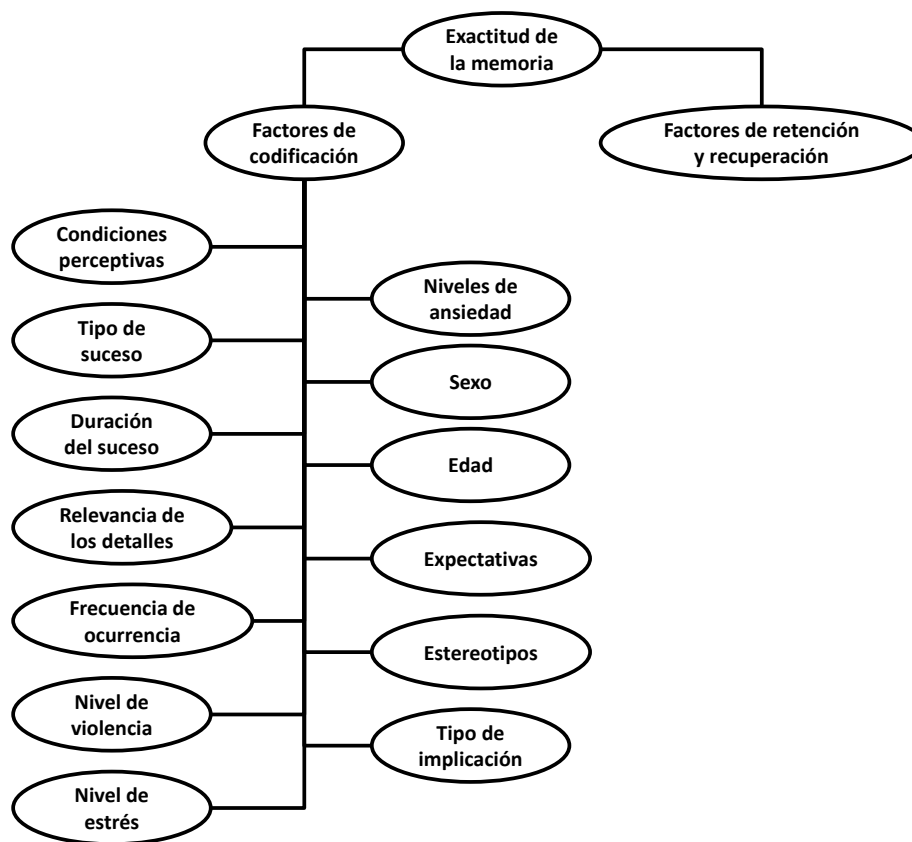 Exactitud de
la memoria
Factores de
codificación
Factores de retención
y recuperación
Condiciones
perceptivas
Tipo de
suceso
Duración
del suceso
Relevancia de
los detalles
Frecuencia de
ocurrencia
Nivel de
violencia
Nivel de
estrés
Niveles de
ansiedad
Sexo
Edad
Expectativas
Estereotipos
Tipo de
implicación